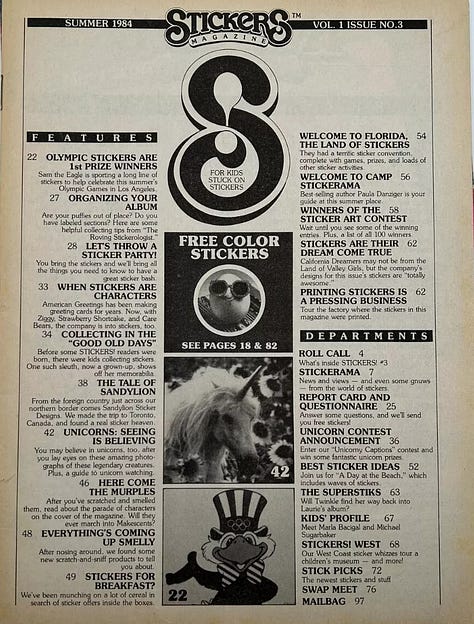 SUMMER 1984
STICKERS™
MAGAZINE
VOL. 1 ISSUE NO.3
FEATURES
22 OLYMPIC STICKERS ARE
1st PRIZE WINNERS
Sam the Eagle is sporting a long line of
stickers to help celebrate this summer's
Olympic Games in Los Angeles.
27 ORGANIZING YOUR
ALBUM
Are your puffies out of place? Do you
have labeled sections? Here are some
helpful collecting tips from "The
Roving Stickerologist."
28 LET'S THROW A
STICKER PARTY!
You bring the stickers and we'll bring all
the things you need to know to have a
great sticker bash.
33 WHEN STICKERS ARE
CHARACTERS
American Greetings has been making
greeting cards for years. Now, with
Ziggy, Strawberry Shortcake, and Care
Bears, the company is into stickers, too.
34 COLLECTING IN THE
"GOOD OLD DAYS"
Before some STICKERS! readers were
born, there were kids collecting stickers.
One such sleuth, now a grown-up, shows
off her memorabilia.
38 THE TALE OF
SANDYLION
From the foreign country just across our
northern border comes Sandylion Sticker
Designs. We made the trip to Toronto,
Canada, and found a real sticker heaven.
42 UNICORNS: SEEING
IS BELIEVING
You may believe in unicorns, too, after
you lay eyes on these amazing photo-
graphs of these legendary creatures.
Plus, a guide to unicorn watching.
46 HERE COME
THE MURPLES
After you've scratched and smelled
them, read about the parade of characters
on the cover of the magazine. Will they
ever march into Makescents?
48 EVERYTHING'S COMING
UP SMELLY
After nosing around, we found some
new scratch-and-sniff products to tell
you about.
49 STICKERS FOR
BREAKFAST?
We've been munching on a lot of cereal in
search of sticker offers inside the boxes.
FOR KIDS
STUCK ON
STICKERS
FREE COLOR
STICKERS
SEE PAGES 18 & 82
42
22
WELCOME TO FLORIDA, 54
THE LAND OF STICKERS
They had a terrific sticker convention,
complete with games, prizes, and loads of
other sticker activities.
WELCOME TO CAMP 56
STICKERAMA
Best-selling author Paula Danziger is your
guide at this summer place.
WINNERS OF THE 58
STICKER ART CONTEST
Wait until you see some of the winning
entries. Plus, a list of all 100 winners.
STICKERS ARE THEIR 62
DREAM COME TRUE
California Dreamers may not be from the
Land of Valley Girls, but the company's
designs for this issue's stickers are "totally
awesome."
PRINTING STICKERS IS 62
A PRESSING BUSINESS
Tour the factory where the stickers in this
magazine were printed.
DEPARTMENTS
ROLL CALL 4
What's inside STICKERS! #3
STICKERAMA 7
News and views — and even some gnuws
— from the world of stickers.
REPORT CARD AND
QUESTIONNAIRE 25
Answer some questions, and we'll send
you free stickers!
UNICORN CONTEST
ANNOUNCEMENT 36
Enter our "Unicorny Captions" contest and
win some fantastic unicorn prizes.
BEST STICKER IDEAS 52
Join us for "A Day at the Beach," which
includes waves of stickers.
THE SUPERSTIKS 63
Will Twinkle find her way back into
Laurie's album?
KIDS' PROFILE 67
Meet Marla Bacigal and Michael
Sugarbaker
STICKERS! WEST 68
Our West Coast sticker whizzes tour a
children's museum — and more!
STICK PICKS 72
The newest stickers and stuff
SWAP MEET 76
MAILBAG 97